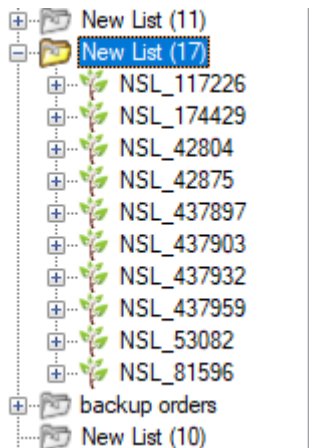 New List (11)
New List (17)
NSL_117226
NSL_174429
NSL_42804
NSL_42875
NSL_437897
NSL_437903
NSL_437932
NSL_437959
NSL_53082
NSL_81596
backup orders
New List (10)